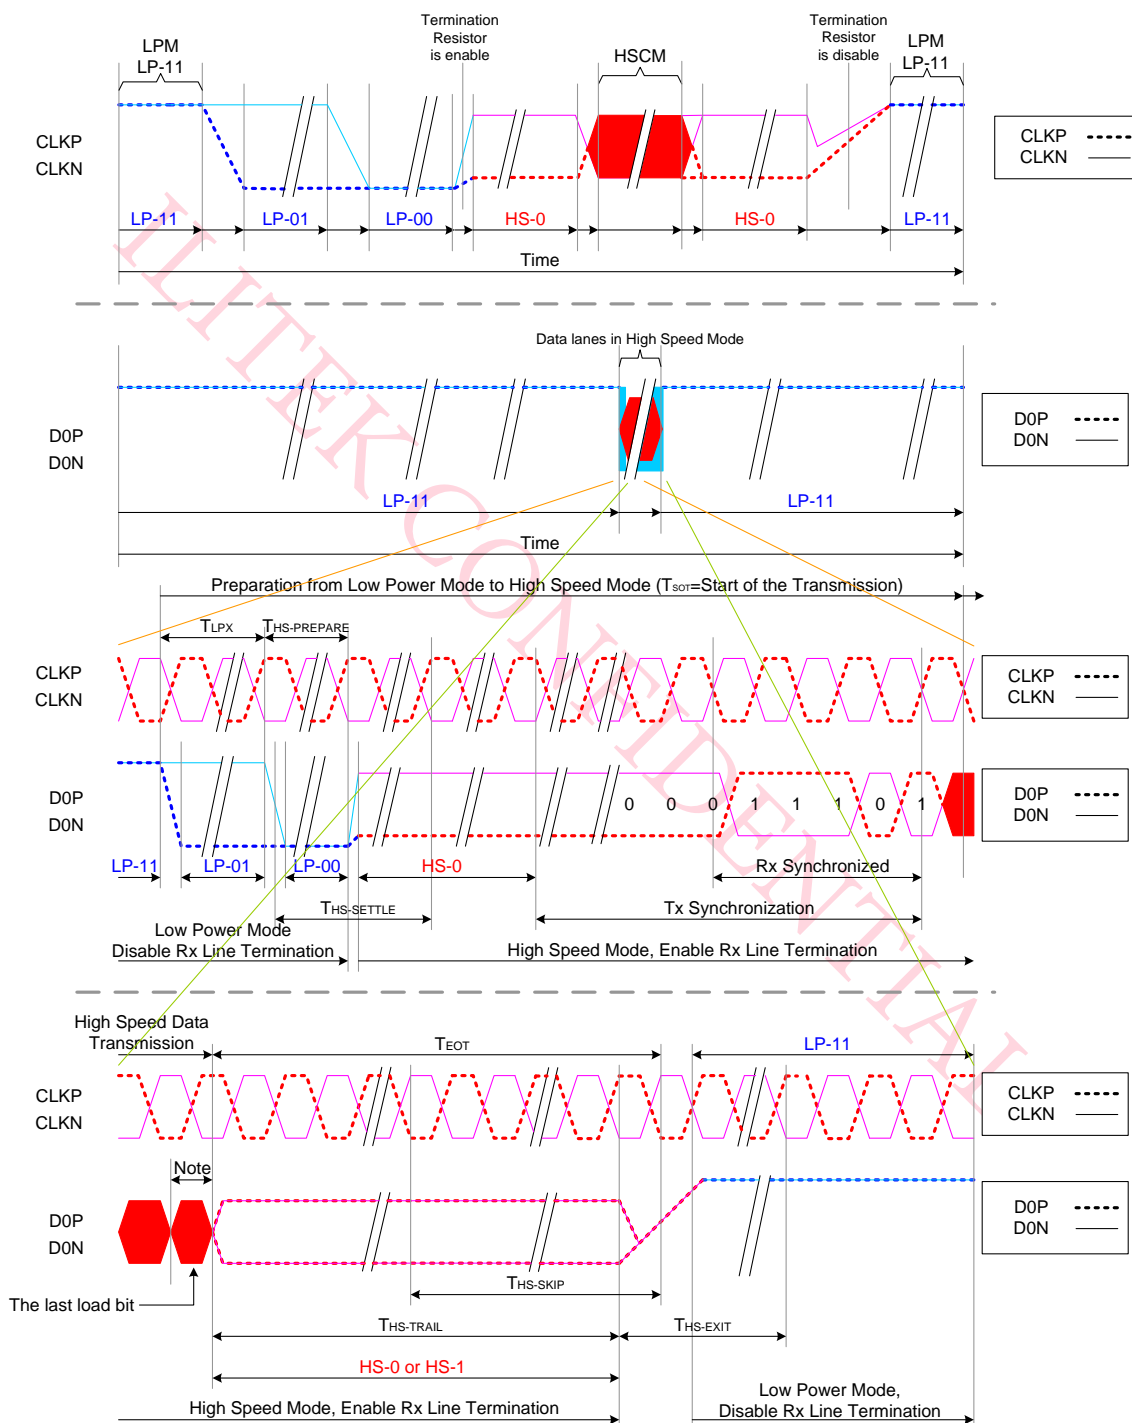 Termination
Resistor
is enable
Termination
Resistor
is disable
LPM
LP-11
HSCM
LPM
LP-11
CLKP
CLKN
CLKP
CLKN
LP-11
LP-01
LP-00
HS-0
HS-0
LP-11
Time
Data lanes in High Speed Mode
D0P
D0N
D0P
D0N
LP-11
LP-11
Time
Preparation from Low Power Mode to High Speed Mode (TSOT=Start of the Transmission)
TLPX
THS-PREPARE
CLKP
CLKN
CLKP
CLKN
D0P
D0N
0 0 0 1 1 1 0 1
D0P
D0N
LP-11
LP-01
LP-00
HS-0
Rx Synchronized
THS-SETTLE
Tx Synchronization
Low Power Mode
Disable Rx Line Termination
High Speed Mode, Enable Rx Line Termination
High Speed Data
Transmission
TEOT
LP-11
CLKP
CLKN
CLKP
CLKN
Note
D0P
D0N
D0P
D0N
The last load bit
THS-SKIP
THS-TRAIL
THS-EXIT
HS-0 or HS-1
High Speed Mode, Enable Rx Line Termination
Low Power Mode,
Disable Rx Line Termination
ILITEK CONFIDENTIAL